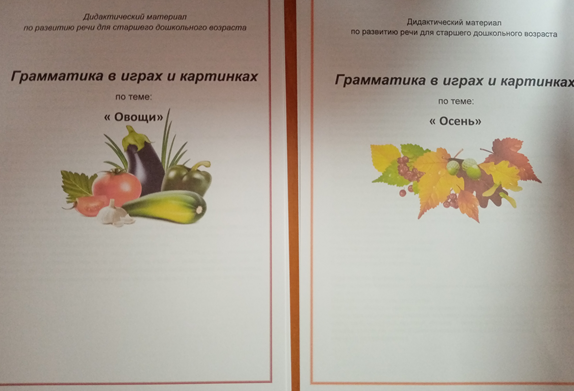 Дидактический материал
по развитию речи для старшего дошкольного возраста
Грамматика в играх и картинках
по теме:
« Овощи»
Дидактический материал
по развитию речи для старшего дошкольного возраста
Грамматика в играх и картинках
по теме:
« Осень»